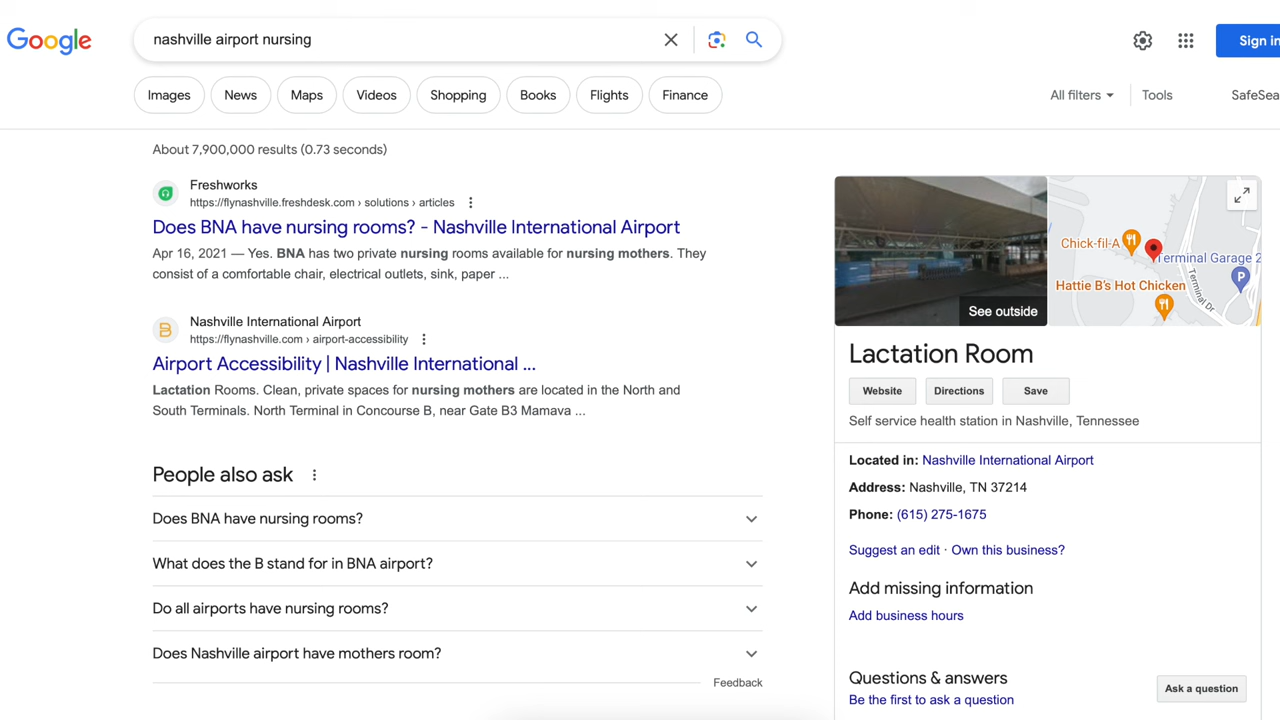 Google
nashville airport nursing
Sign in
Images
News
Maps
Videos
Shopping
Books
Flights
Finance
All filters
Tools
SafeSea
About 7,900,000 results (0.73 seconds)
Freshworks
https://flynashville.freshdesk.com › solutions › articles
Does BNA have nursing rooms? - Nashville International Airport
Apr 16, 2021 — Yes. BNA has two private nursing rooms available for nursing mothers. They
consist of a comfortable chair, electrical outlets, sink, paper ...
Nashville International Airport
https://flynashville.com › airport-accessibility
Airport Accessibility | Nashville International ...
Lactation Rooms. Clean, private spaces for nursing mothers are located in the North and
South Terminals. North Terminal in Concourse B, near Gate B3 Mamava ...
People also ask
Does BNA have nursing rooms?
What does the B stand for in BNA airport?
Do all airports have nursing rooms?
Does Nashville airport have mothers room?
Feedback
See outside
Chick-fil-A
Terminal Garage 2
P
Hattie B's Hot Chicken
Terminal Dr
Lactation Room
Website
Directions
Save
Self service health station in Nashville, Tennessee
Located in: Nashville International Airport
Address: Nashville, TN 37214
Phone: (615) 275-1675
Suggest an edit · Own this business?
Add missing information
Add business hours
Questions & answers
Be the first to ask a question
Ask a question